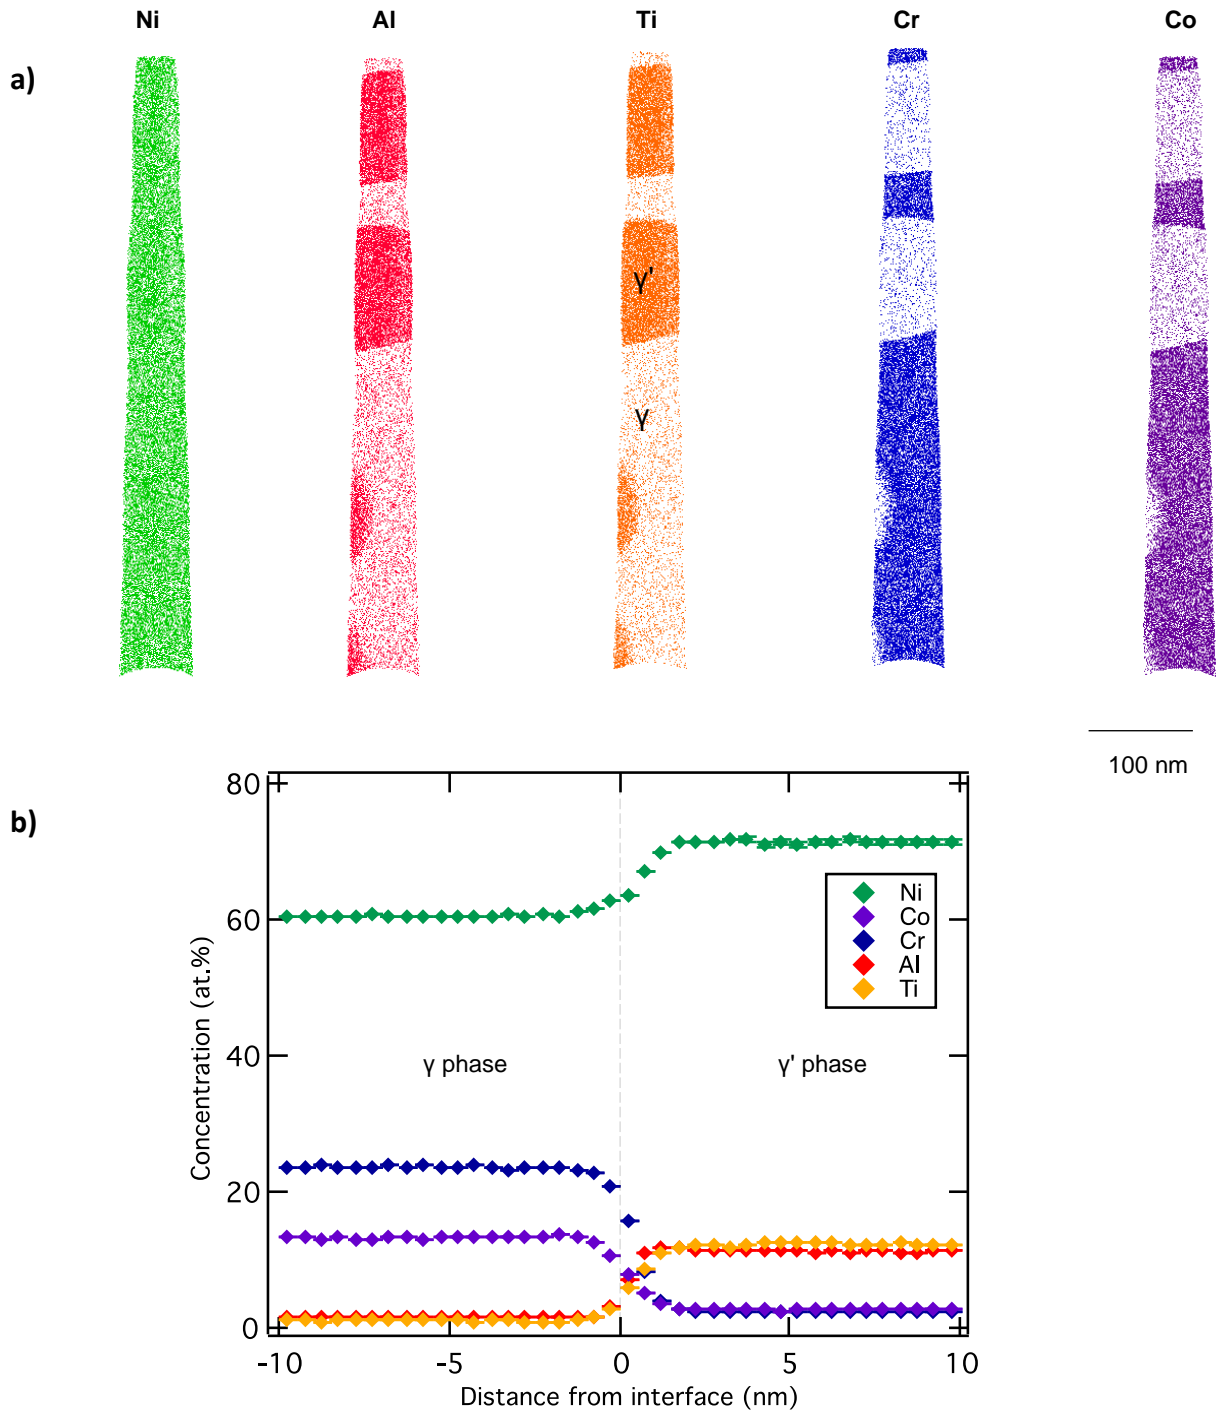 Ni Al Ti Cr Co
a)
γ'
γ
100 nm
b)
80
60
40
20
0
Concentration (at.%)
γ phase
γ' phase
Ni
Co
Cr
Al
Ti
-10 -5 0 5 10
Distance from interface (nm)